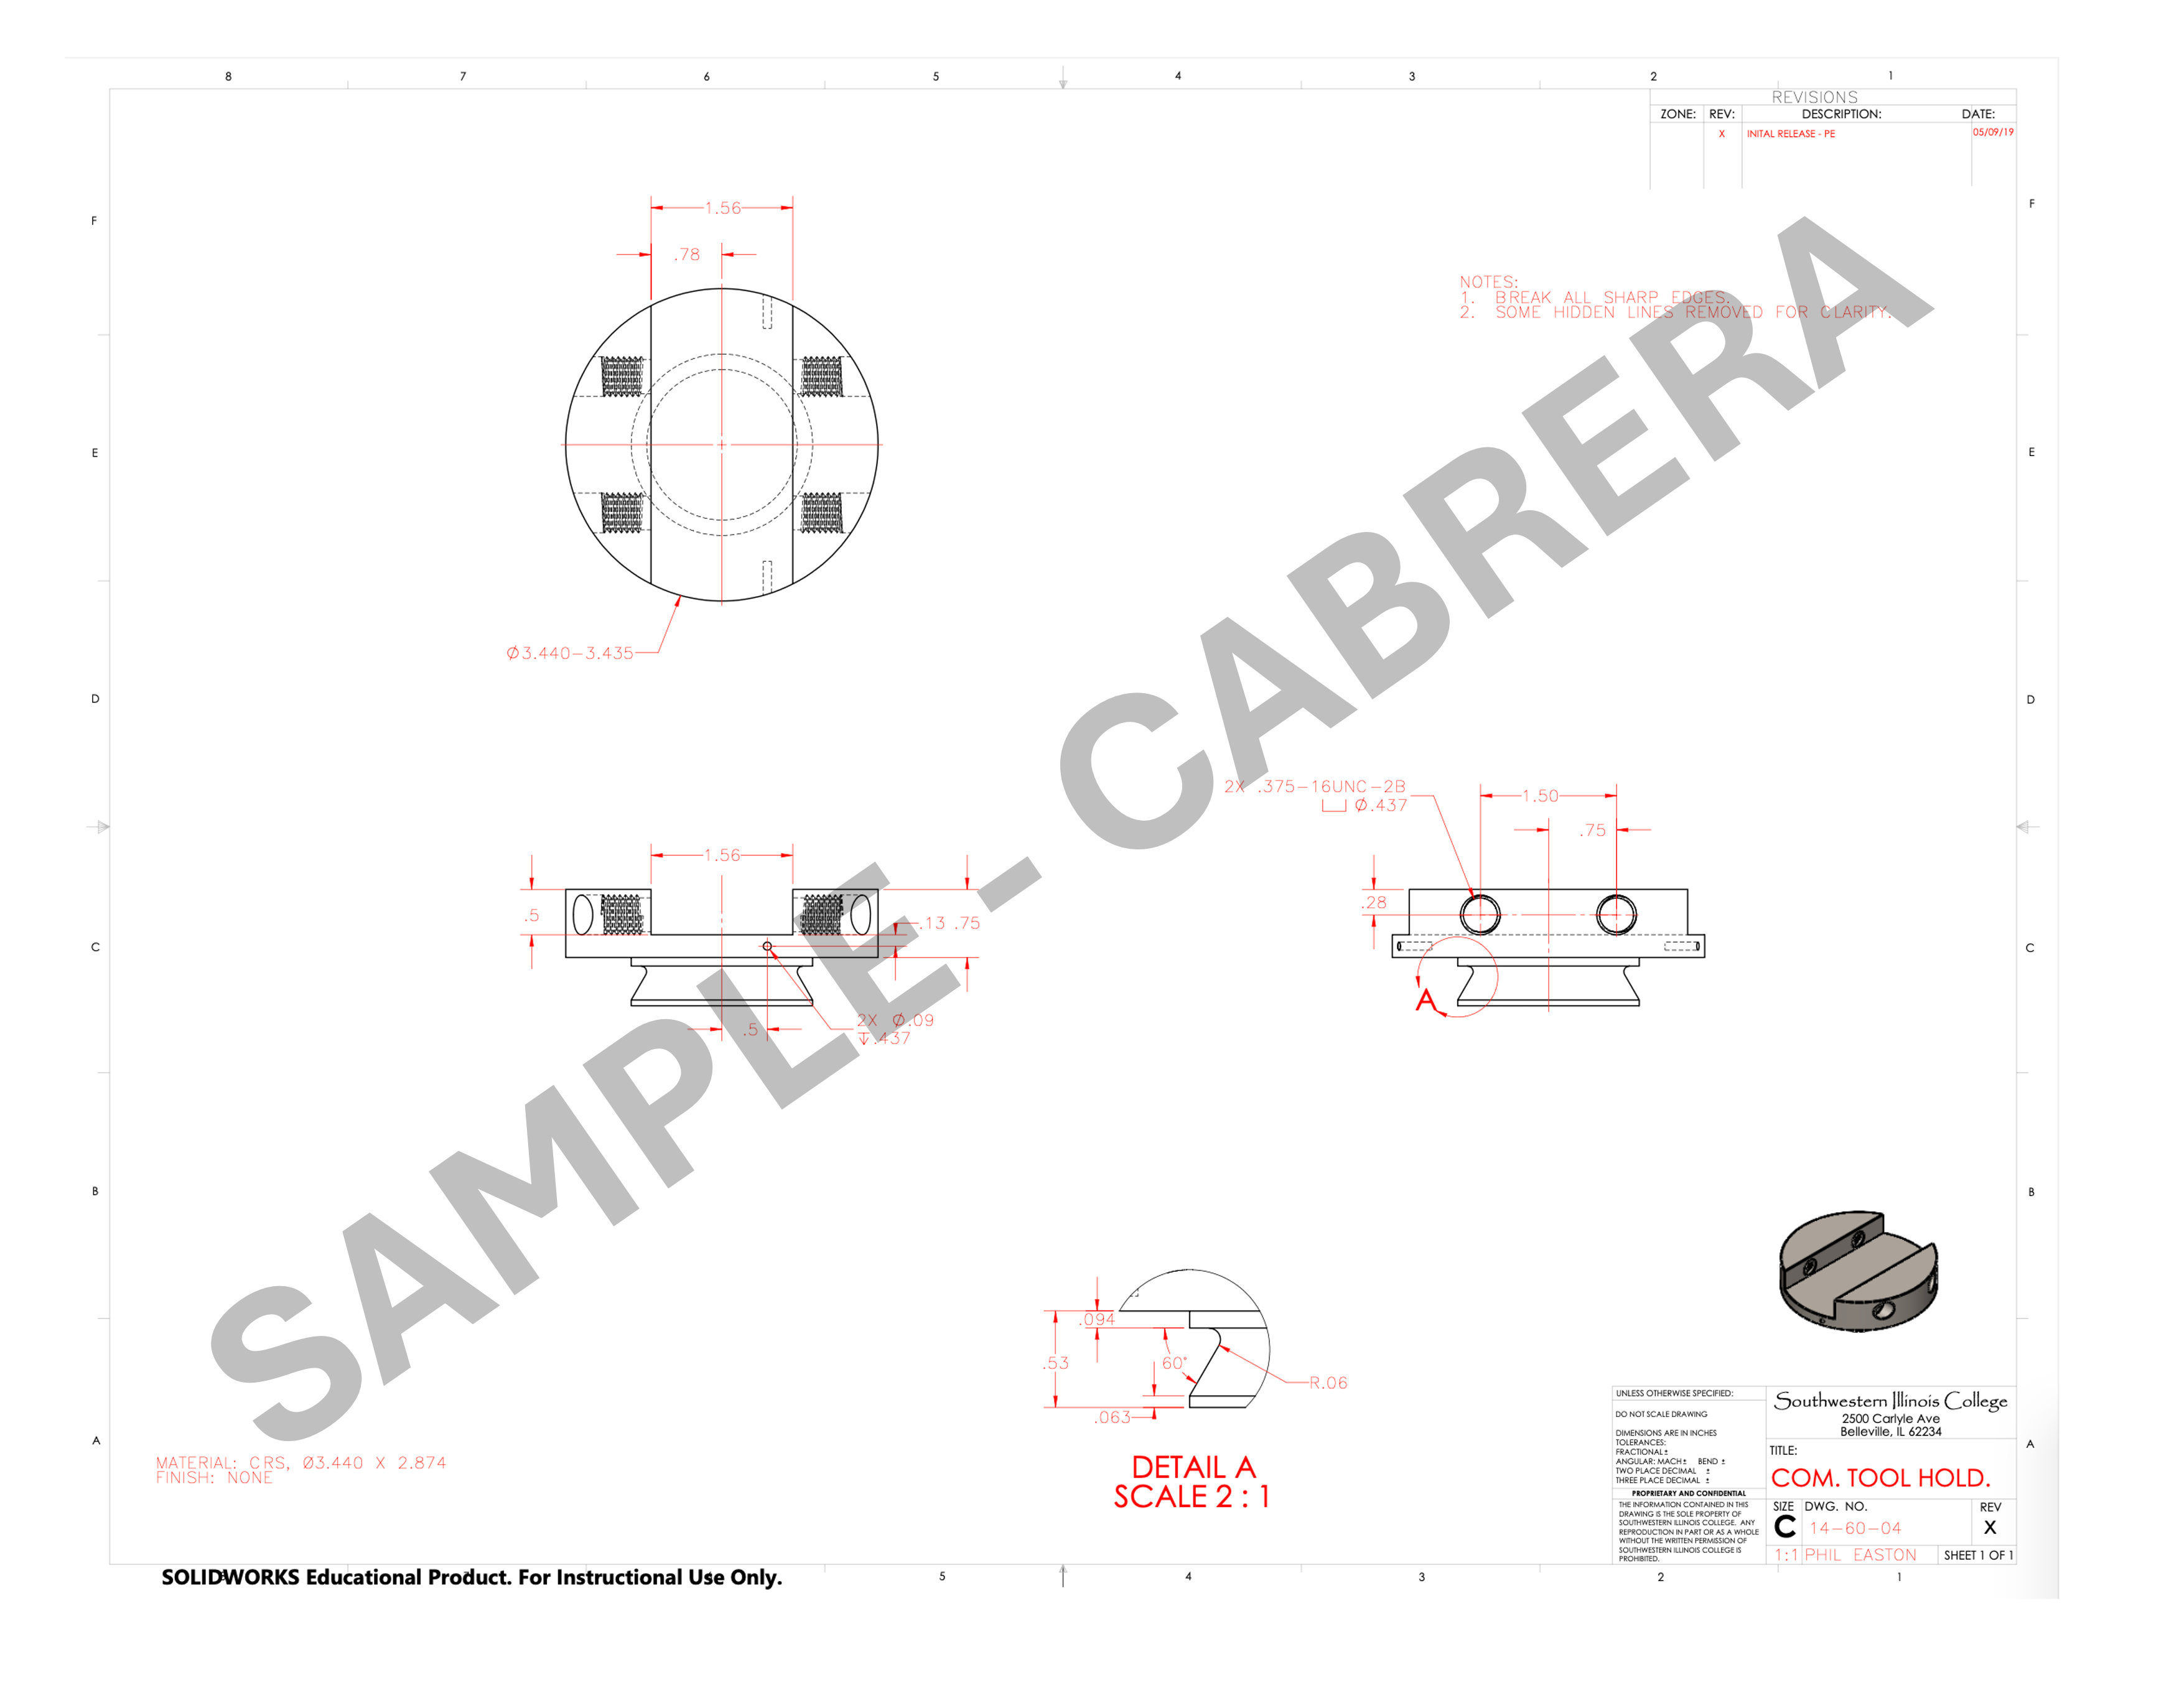 8 7 6 5 4 3 2 1
REVISIONS
ZONE: REV: DESCRIPTION: DATE:
X INITAL RELEASE - PE 05/09/19
F F
1.56
.78
NOTES:
1. BREAK ALL SHARP EDGES.
2. SOME HIDDEN LINES REMOVED FOR CLARITY.
E E
Ø3.440-3.435
D D
SAMPLE - CABRERA
2X .375-16UNC-2B
⌴ Ø.437
1.50
.75
1.56
.5
.13 .75
.28
C C
.5
2X Ø.09
↧.437
A
B B
.094
.53
60°
R.06
.063
DETAIL A
SCALE 2 : 1
A A
MATERIAL: CRS, Ø3.440 X 2.874
FINISH: NONE
UNLESS OTHERWISE SPECIFIED:
DO NOT SCALE DRAWING
DIMENSIONS ARE IN INCHES
TOLERANCES:
FRACTIONAL ±
ANGULAR: MACH ± BEND ±
TWO PLACE DECIMAL ±
THREE PLACE DECIMAL ±
PROPRIETARY AND CONFIDENTIAL
THE INFORMATION CONTAINED IN THIS
DRAWING IS THE SOLE PROPERTY OF
SOUTHWESTERN ILLINOIS COLLEGE. ANY
REPRODUCTION IN PART OR AS A WHOLE
WITHOUT THE WRITTEN PERMISSION OF
SOUTHWESTERN ILLINOIS COLLEGE IS
PROHIBITED.
Southwestern Illinois College
2500 Carlyle Ave
Belleville, IL 62234
TITLE:
COM. TOOL HOLD.
SIZE DWG. NO. REV
C 14-60-04 X
1:1 PHIL EASTON SHEET 1 OF 1
SOLIDWORKS Educational Product. For Instructional Use Only.
5 4 3 2 1